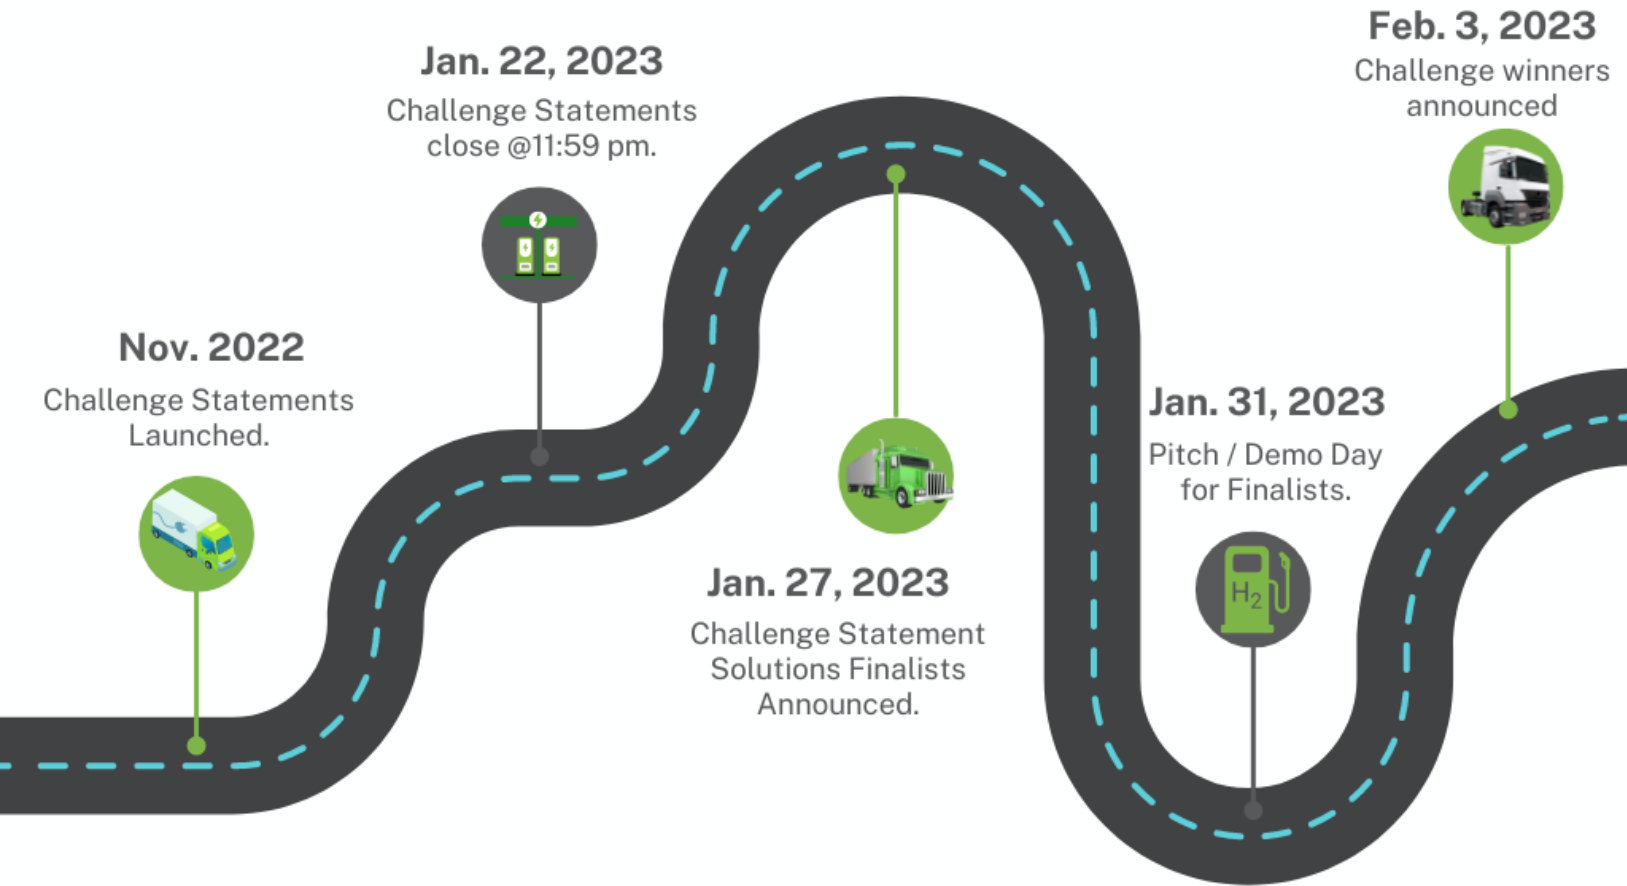 Nov. 2022
Challenge Statements
Launched.
Jan. 22, 2023
Challenge Statements
close @11:59 pm.
Jan. 27, 2023
Challenge Statement
Solutions Finalists
Announced.
Jan. 31, 2023
Pitch / Demo Day
for Finalists.
H2
Feb. 3, 2023
Challenge winners
announced